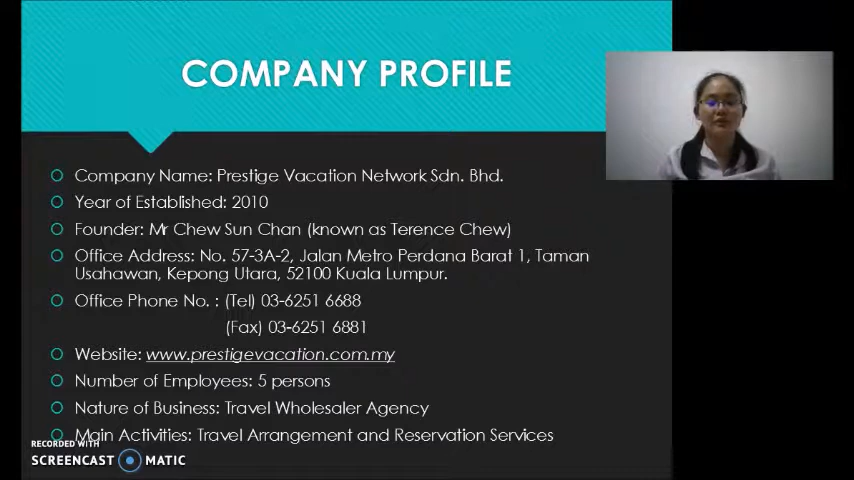 COMPANY PROFILE
Company Name: Prestige Vacation Network Sdn. Bhd.
Year of Established: 2010
Founder: Mr Chew Sun Chan (known as Terence Chew)
Office Address: No. 57-3A-2, Jalan Metro Perdana Barat 1, Taman
Usahawan, Kepong Utara, 52100 Kuala Lumpur.
Office Phone No. : (Tel) 03-6251 6688
(Fax) 03-6251 6881
Website: www.prestigevacation.com.my
Number of Employees: 5 persons
Nature of Business: Travel Wholesaler Agency
Main Activities: Travel Arrangement and Reservation Services
RECORDED WITH
SCREENCAST MATIC